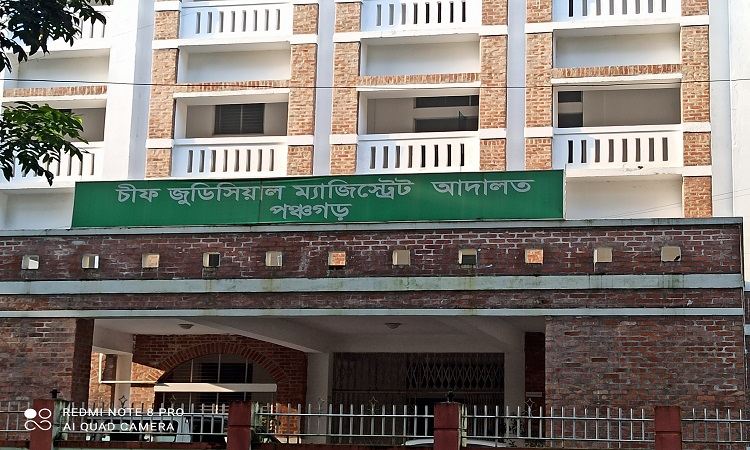 চীফ জুডিসিয়াল ম্যাজিস্ট্রেট আদালত
পঞ্চগড়
REDMI NOTE 8 PRO
AI QUAD CAMERA